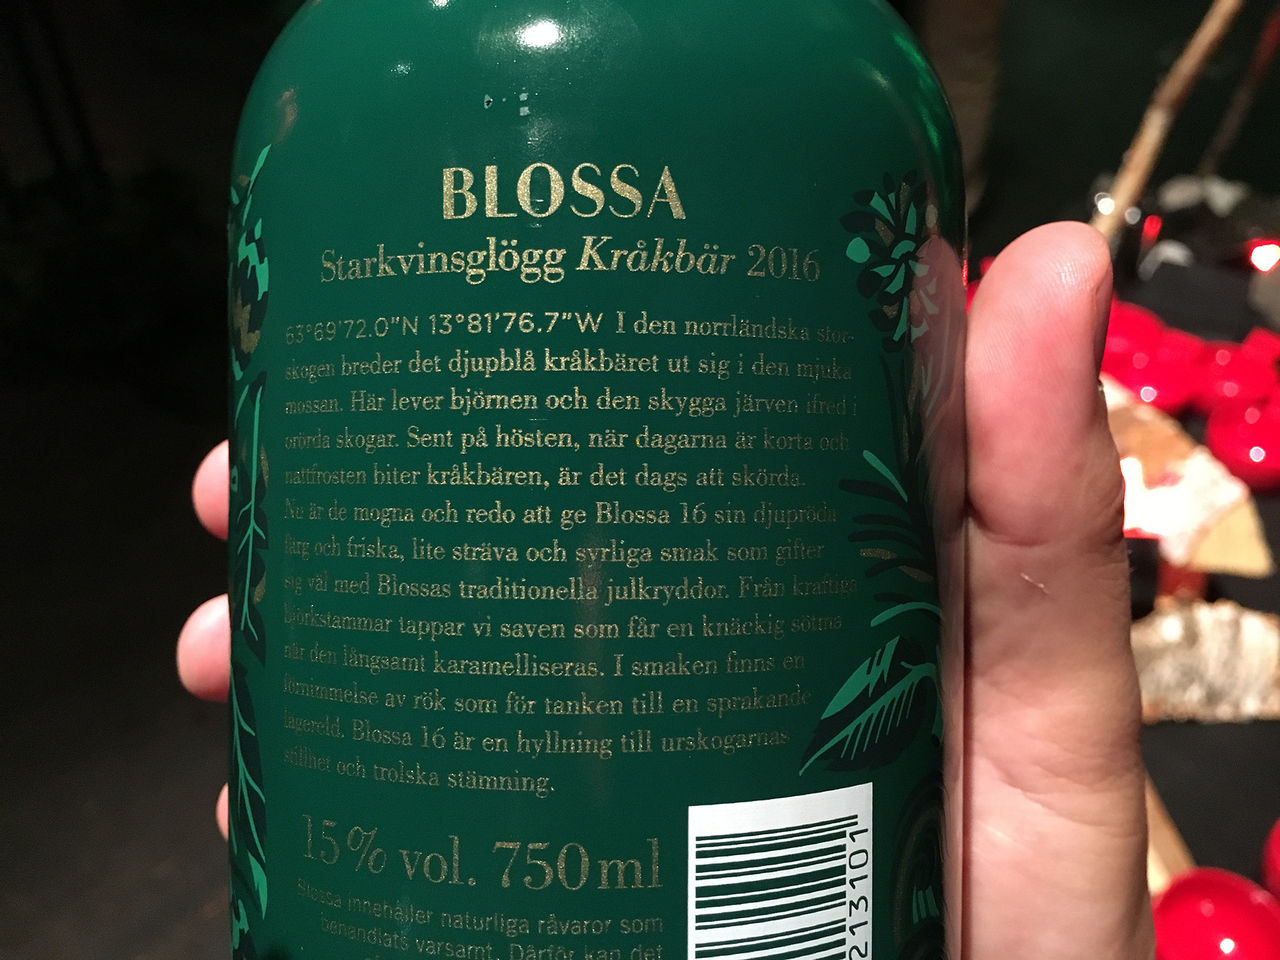 BLOSSA
Starkvinsglögg Kråkbär 2016
63°69'72.0"N 13°81'76.7"W I den norrländska stor-
skogen breder det djupblå kråkbäret ut sig i den mjuka
mossan. Här lever björnen och den skygga järven ifred i
orörda skogar. Sent på hösten, när dagarna är korta och
nattfrosten biter kråkbären, är det dags att skörda.
Nu är de mogna och redo att ge Blossa 16 sin djupröda
färg och friska, lite sträva och syrliga smak som gifter
sig väl med Blossas traditionella julkryddor. Från kraftiga
björkstammar tappar vi saven som får en knäckig sötma
när den långsamt karamelliseras. I smaken finns en
förnimmelse av rök som för tanken till en sprakande
lägereld. Blossa 16 är en hyllning till urskogarnas
stillhet och trolska stämning.
15% vol. 750ml
Blossa innehåller naturliga råvaror som
behandlats varsamt. Därför kan det
213101